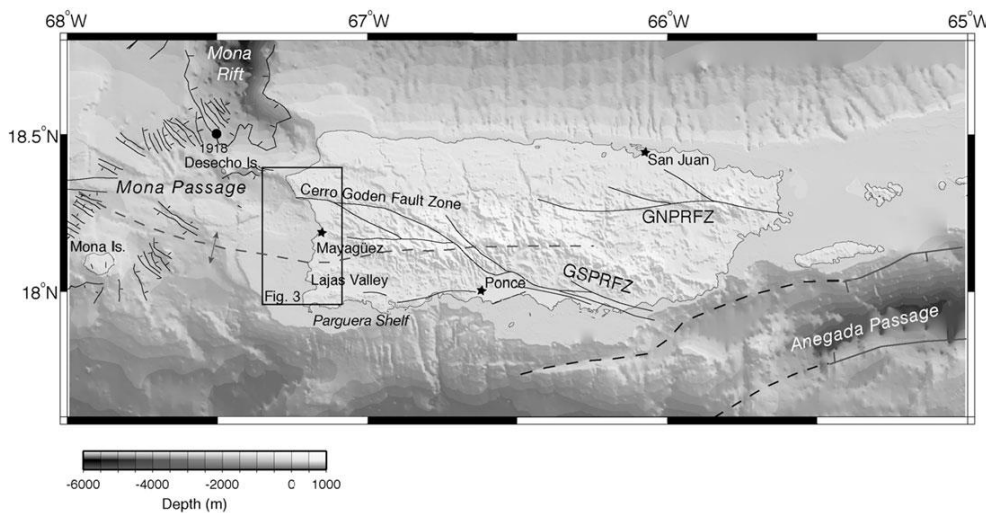 68°W
67°W
66°W
65°W
Mona
Rift
18.5°N
1918
Desecho Is.
San Juan
Mona Passage
Cerro Goden Fault Zone
GNPRFZ
Mona Is.
Mayagüez
Lajas Valley
GSPRFZ
Ponce
18°N
Fig. 3
Parguera Shelf
Anegada Passage
-6000
-4000
-2000
0
1000
Depth (m)